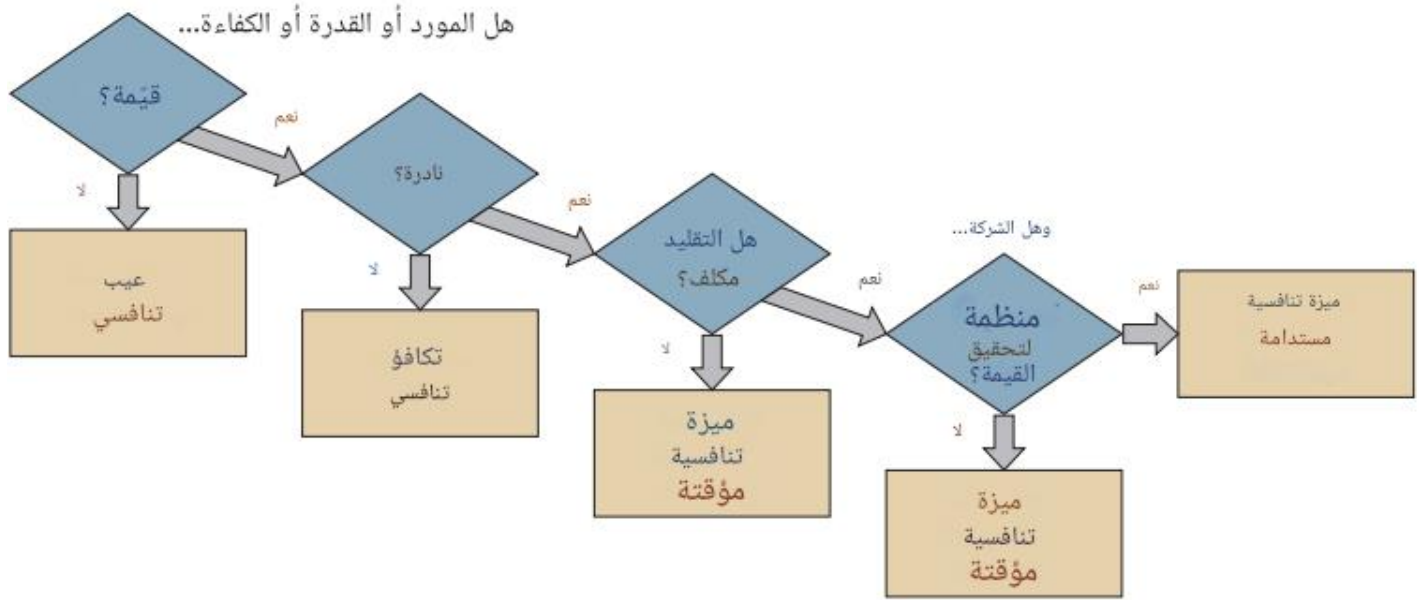 هل المورد أو القدرة أو الكفاءة...
قيّمة؟
نعم
لا
عيب
تنافسي
نادرة؟
نعم
لا
تكافؤ
تنافسي
هل التقليد
مكلف؟
نعم
لا
ميزة
تنافسية
مؤقتة
وهل الشركة...
منظمة
لتحقيق
القيمة؟
نعم
لا
ميزة
تنافسية
مؤقتة
ميزة تنافسية
مستدامة